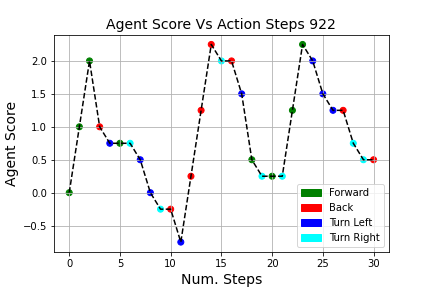 Agent Score Vs Action Steps 922
Agent Score
2.0
1.5
1.0
0.5
0.0
−0.5
0 5 10 15 20 25 30
Num. Steps
Forward
Back
Turn Left
Turn Right